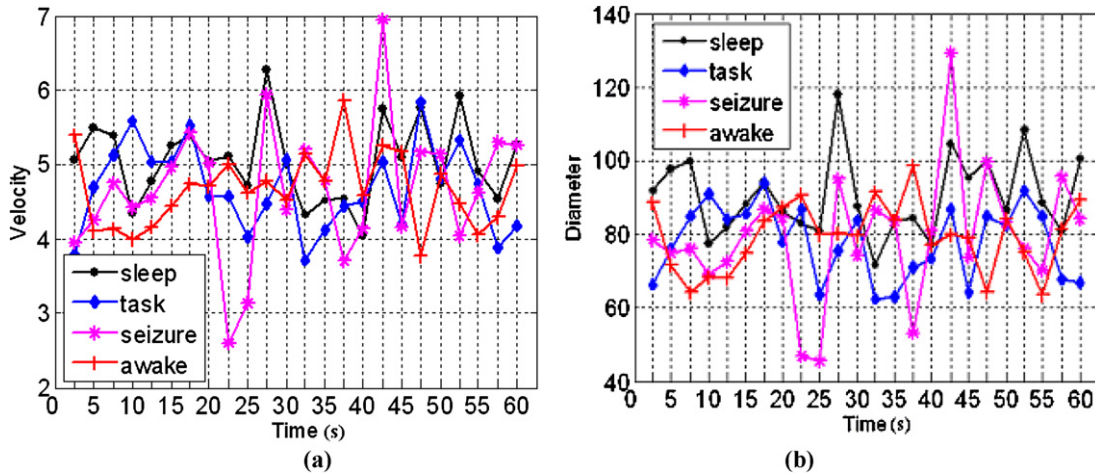 7
6
5
4
3
2
Velocity
sleep
task
seizure
awake
0 5 10 15 20 25 30 35 40 45 50 55 60
Time (s)
(a)
140
120
100
80
60
40
Diameter
sleep
task
seizure
awake
0 5 10 15 20 25 30 35 40 45 50 55 60
Time (s)
(b)